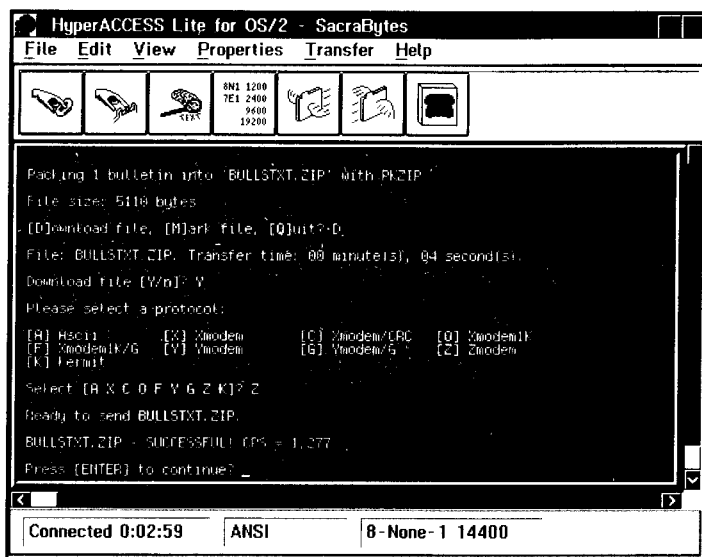 HyperACCESS Lite for OS/2 - SacraBytes
File Edit View Properties Transfer Help
8N1 1200
7E1 2400
9600
19200
TEXT
Packing 1 bulletin into 'BULLSTXT.ZIP' with PKZIP
File size: 5110 bytes
[D]ownload file, [M]ark file, [Q]uit? D
File: BULLSTXT.ZIP. Transfer time: 00 minute(s), 04 second(s).
Download file [Y/n]? Y
Please select a protocol:
[A] Ascii [X] Xmodem [C] Xmodem/CRC [O] Xmodem1K
[F] Xmodem1K/G [Y] Ymodem [G] Ymodem/G [Z] Zmodem
[K] Kermit
Select [A X C O F Y G Z K]? Z
Ready to send BULLSTXT.ZIP.
BULLSTXT.ZIP - SUCCESSFUL! CPS = 1,277
Press [ENTER] to continue? _
Connected 0:02:59 ANSI 8-None-1 14400